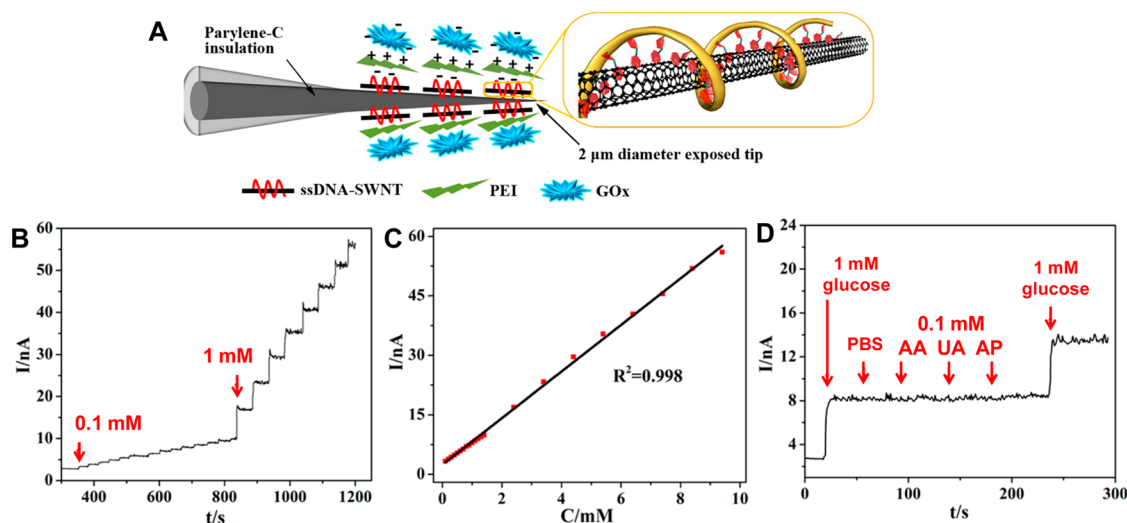 A
Parylene-C
insulation
- - - -
+ + + + + +
- - - - - -
2 μm diameter exposed tip
ssDNA-SWNT PEI GOx
B
I/nA
60
50
40
30
20
10
0
0.1 mM
1 mM
400 600 800 1000 1200
t/s
C
I/nA
60
45
30
15
0
R²=0.998
0 2 4 6 8 10
C/mM
D
I/nA
24
20
16
12
8
4
1 mM
glucose
PBS
0.1 mM
AA UA AP
1 mM
glucose
0 100 200 300
t/s